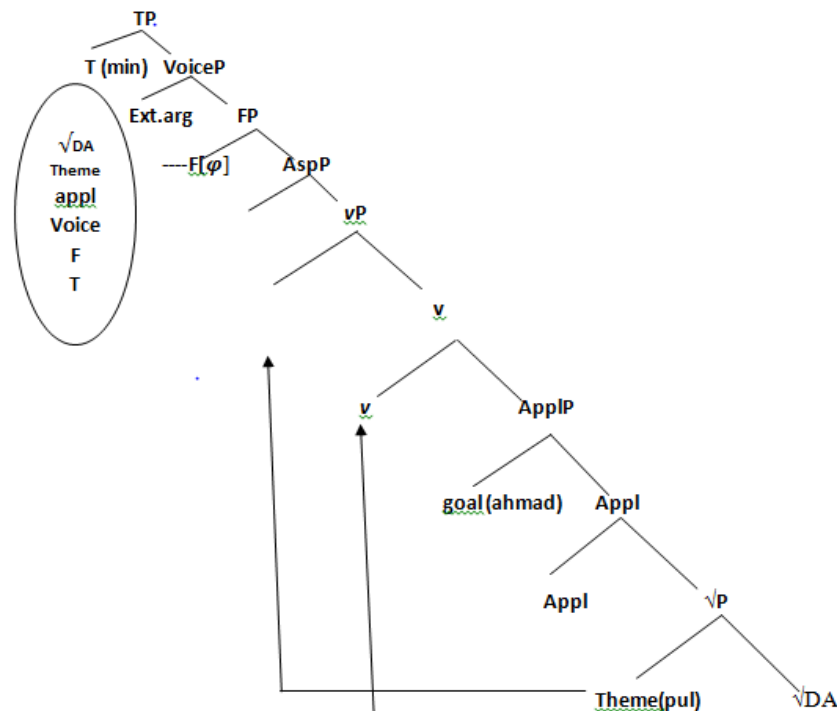 TP
T (min) VoiceP
Ext.arg FP
----F[φ] AspP
vP
v
v ApplP
goal (ahmad) Appl
Appl √P
Theme(pul) √DA
√DA
Theme
appl
Voice
F
T